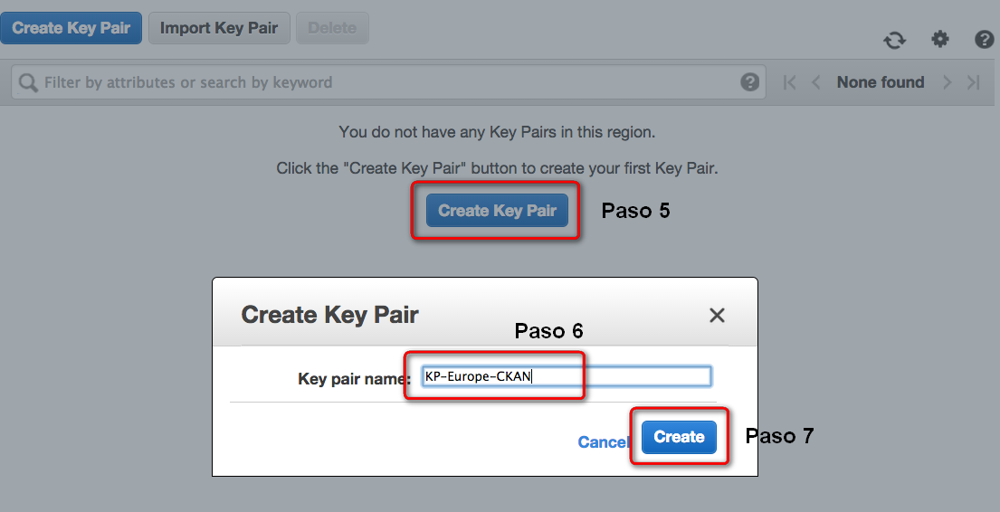 Create Key Pair Import Key Pair Delete
Filter by attributes or search by keyword ? None found
You do not have any Key Pairs in this region.
Click the "Create Key Pair" button to create your first Key Pair.
Create Key Pair Paso 5
Create Key Pair
Paso 6
Key pair name: KP-Europe-CKAN
Cancel Create Paso 7